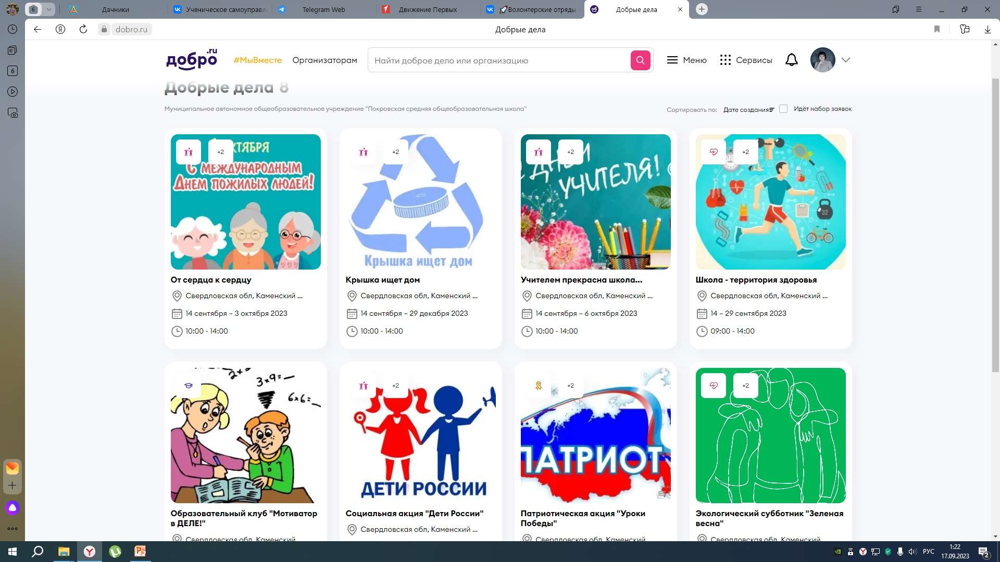 Дачники
Ученическое самоуправл
Telegram Web
Движение Первых
Волонтерские отряды
Добрые дела
dobro.ru
Добрые дела
6
добро.ru
#МыВместе
Организаторам
Найти доброе дело или организацию
Меню
Сервисы
Добрые дела 8
Муниципальное автономное общеобразовательное учреждение "Покровская средняя общеобразовательная школа"
Сортировать по: Дате создания
Идёт набор заявок
+2
КТЯБРЯ
С МЕЖДУНАРОДНЫМ
ДНЕМ ПОЖИЛЫХ ЛЮДЕЙ!
От сердца к сердцу
Свердловская обл, Каменский ...
14 сентября – 3 октября 2023
10:00 - 14:00
+2
Крышка ищет дом
Крышка ищет дом
Свердловская обл, Каменский ...
14 сентября – 29 декабря 2023
10:00 - 14:00
+2
С ДНЕМ
УЧИТЕЛЯ!
Учителем прекрасна школа...
Свердловская обл, Каменский ...
14 сентября – 6 октября 2023
10:00 - 14:00
+2
32
Школа - территория здоровья
Свердловская обл, Каменский ...
14 – 29 сентября 2023
09:00 - 14:00
2×2
3×9=_
6×6=_
Образовательный клуб "Мотиватор
в ДЕЛЕ!"
Свердловская обл, Каменский
+2
ДЕТИ РОССИИ
Социальная акция "Дети России"
Свердловская обл, Каменский ...
+2
ПАТРИОТ
Патриотическая акция "Уроки
Победы"
Свердловская обл, Каменский
+2
Экологический субботник "Зеленая
весна"
Свердловская обл, Каменский
РУС
1:22
17.09.2023
2